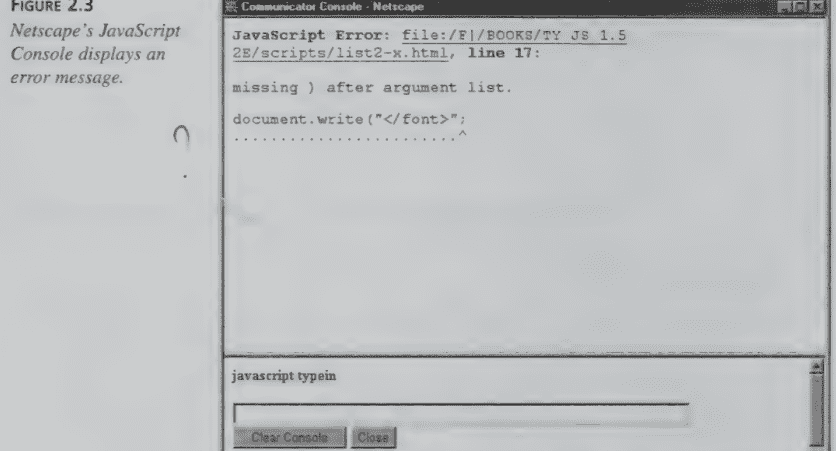 FIGURE 2.3
Netscape's JavaScript
Console displays an
error message.
Communicator Console - Netscape
JavaScript Error: file:/F|/BOOKS/TY JS 1.5
2E/scripts/list2-x.html, line 17:
missing ) after argument list.
document.write("</font>";
........................^
javascript typein
Clear Console Close